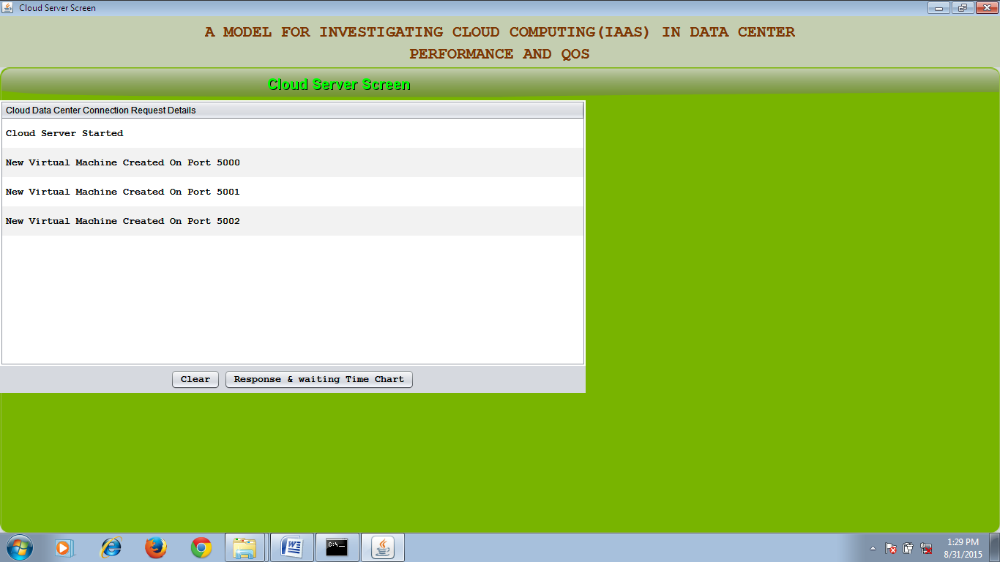 Cloud Server Screen
A MODEL FOR INVESTIGATING CLOUD COMPUTING(IAAS) IN DATA CENTER
PERFORMANCE AND QOS
Cloud Server Screen
Cloud Data Center Connection Request Details
Cloud Server Started
New Virtual Machine Created On Port 5000
New Virtual Machine Created On Port 5001
New Virtual Machine Created On Port 5002
Clear
Response & waiting Time Chart
C:\_
1:29 PM
8/31/2015